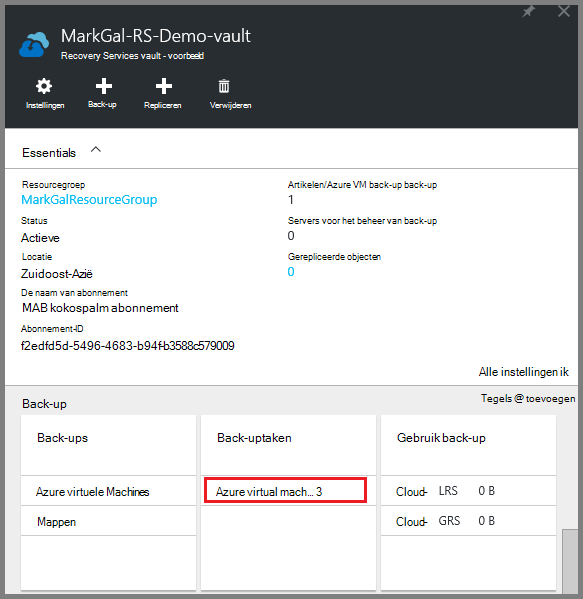 MarkGal-RS-Demo-vault
Recovery Services vault - voorbeeld
Instellingen Back-up Repliceren Verwijderen
Essentials
Resourcegroep
MarkGalResourceGroup
Status
Actieve
Locatie
Zuidoost-Azië
De naam van abonnement
MAB kokospalm abonnement
Abonnement-ID
f2edfd5d-5496-4683-b94fb3588c579009
Artikelen/Azure VM back-up back-up
1
Servers voor het beheer van back-up
0
Gerepliceerde objecten
0
Alle instellingen ik
Back-up
Tegels @ toevoegen
Back-ups
Azure virtuele Machines
Mappen
Back-uptaken
Azure virtual mach... 3
Gebruik back-up
Cloud- LRS 0 B
Cloud- GRS 0 B